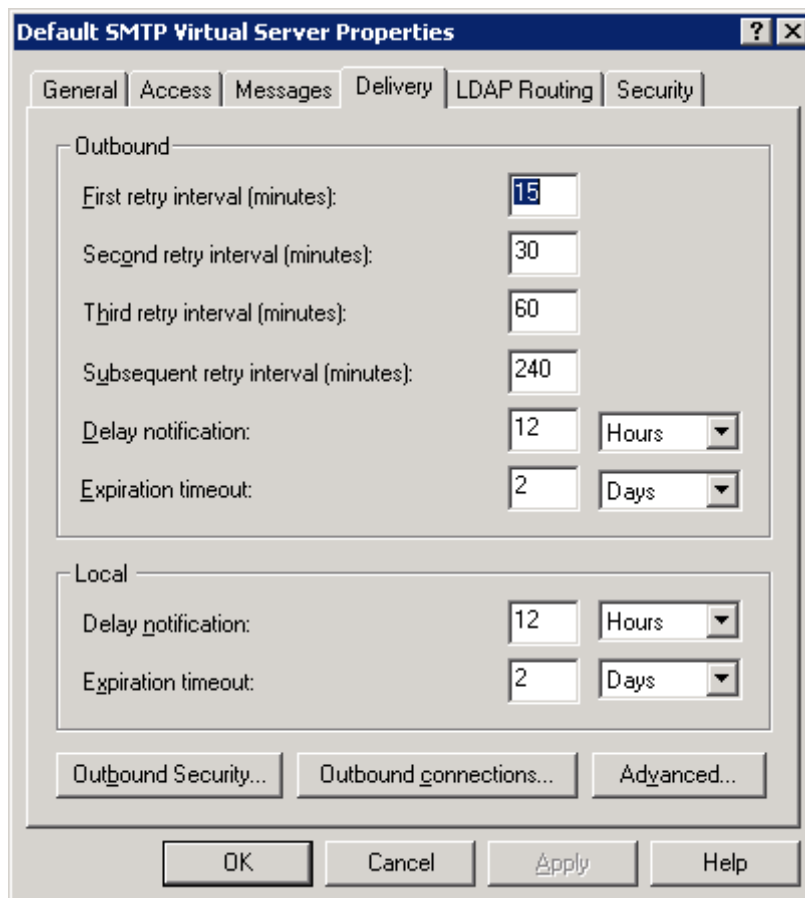 Default SMTP Virtual Server Properties
General Access Messages Delivery LDAP Routing Security
Outbound
First retry interval (minutes): 15
Second retry interval (minutes): 30
Third retry interval (minutes): 60
Subsequent retry interval (minutes): 240
Delay notification: 12 Hours
Expiration timeout: 2 Days
Local
Delay notification: 12 Hours
Expiration timeout: 2 Days
Outbound Security... Outbound connections... Advanced...
OK Cancel Apply Help